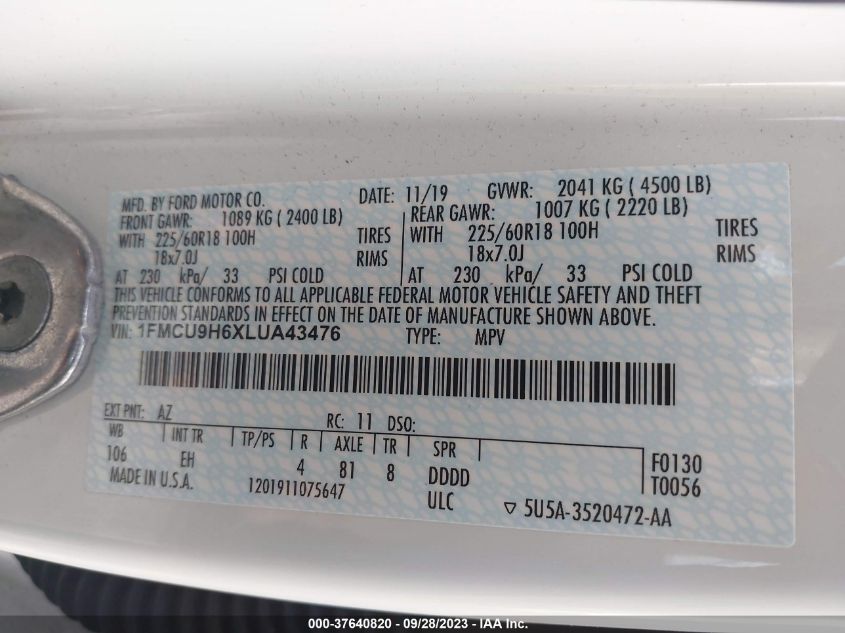 MFD. BY FORD MOTOR CO. DATE: 11/19 GVWR: 2041 KG ( 4500 LB)
FRONT GAWR: 1089 KG ( 2400 LB) REAR GAWR: 1007 KG ( 2220 LB)
WITH 225/60R18 100H TIRES WITH 225/60R18 100H TIRES
18x7.0J RIMS 18x7.0J RIMS
AT 230 kPa/ 33 PSI COLD AT 230 kPa/ 33 PSI COLD
THIS VEHICLE CONFORMS TO ALL APPLICABLE FEDERAL MOTOR VEHICLE SAFETY AND THEFT
PREVENTION STANDARDS IN EFFECT ON THE DATE OF MANUFACTURE SHOWN ABOVE.
VIN: 1FMCU9H6XLUA43476 TYPE: MPV
EXT PNT: AZ RC: 11 DSO:
WB INT TR TP/PS R AXLE TR SPR
106 EH 4 81 8 DDDD F0130
MADE IN U.S.A. 1201911075647 ULC T0056
▽ 5U5A-3520472-AA
000-37640820 / 09/28/2023 - IAA Inc.